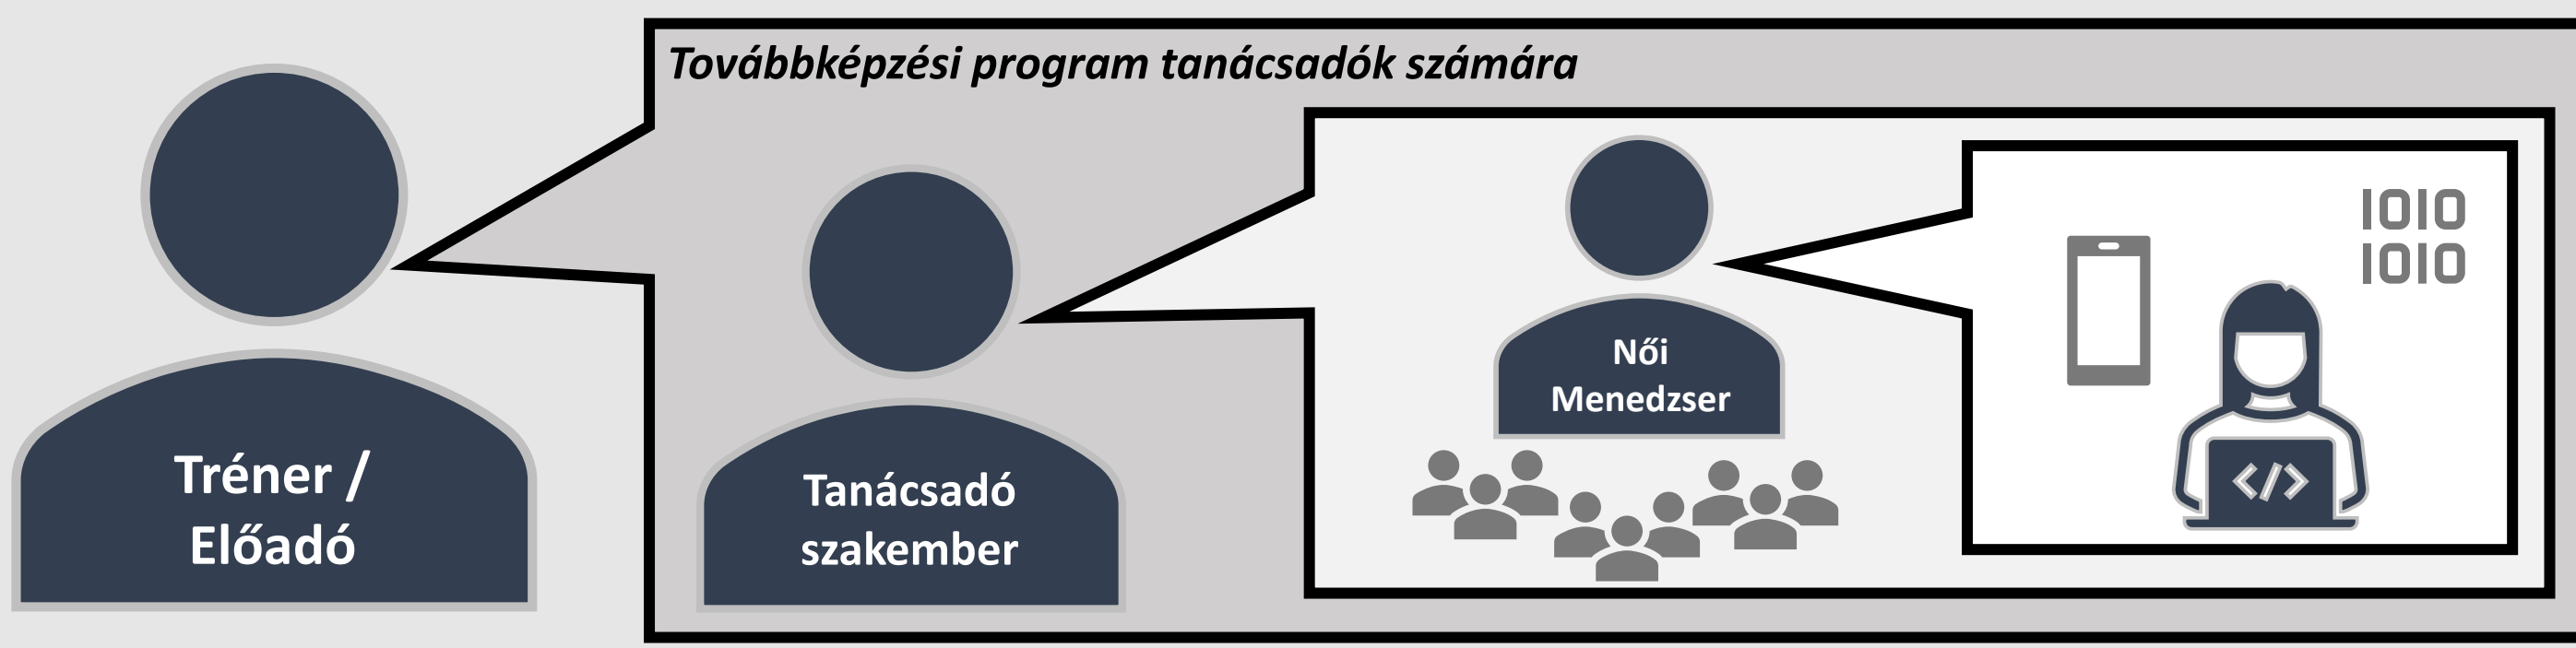 Továbbképzési program tanácsadók számára
Tréner /
Előadó
Tanácsadó
szakember
Női
Menedzser
1010
1010
</>